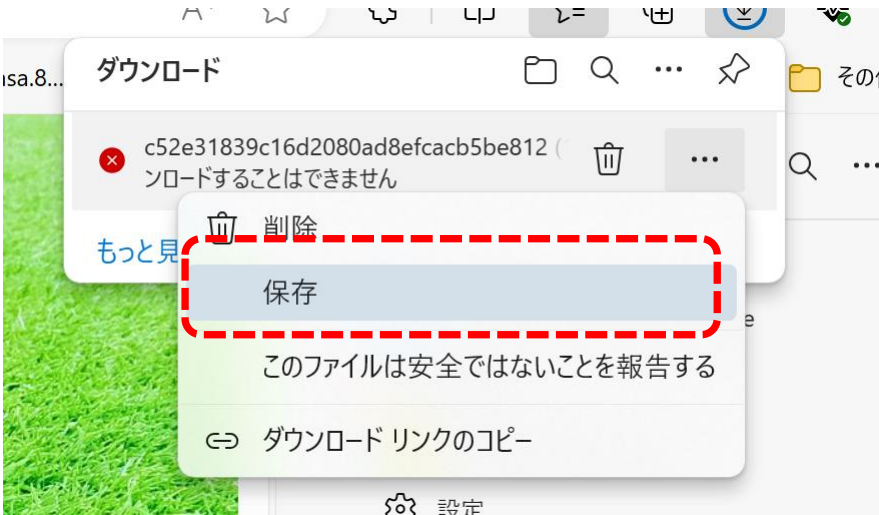 asa.8...
その
ダウンロード
c52e31839c16d2080ad8efcacb5be812 (
ンロードすることはできません
もっと見
削除
保存
e
このファイルは安全ではないことを報告する
ダウンロード リンクのコピー
設定